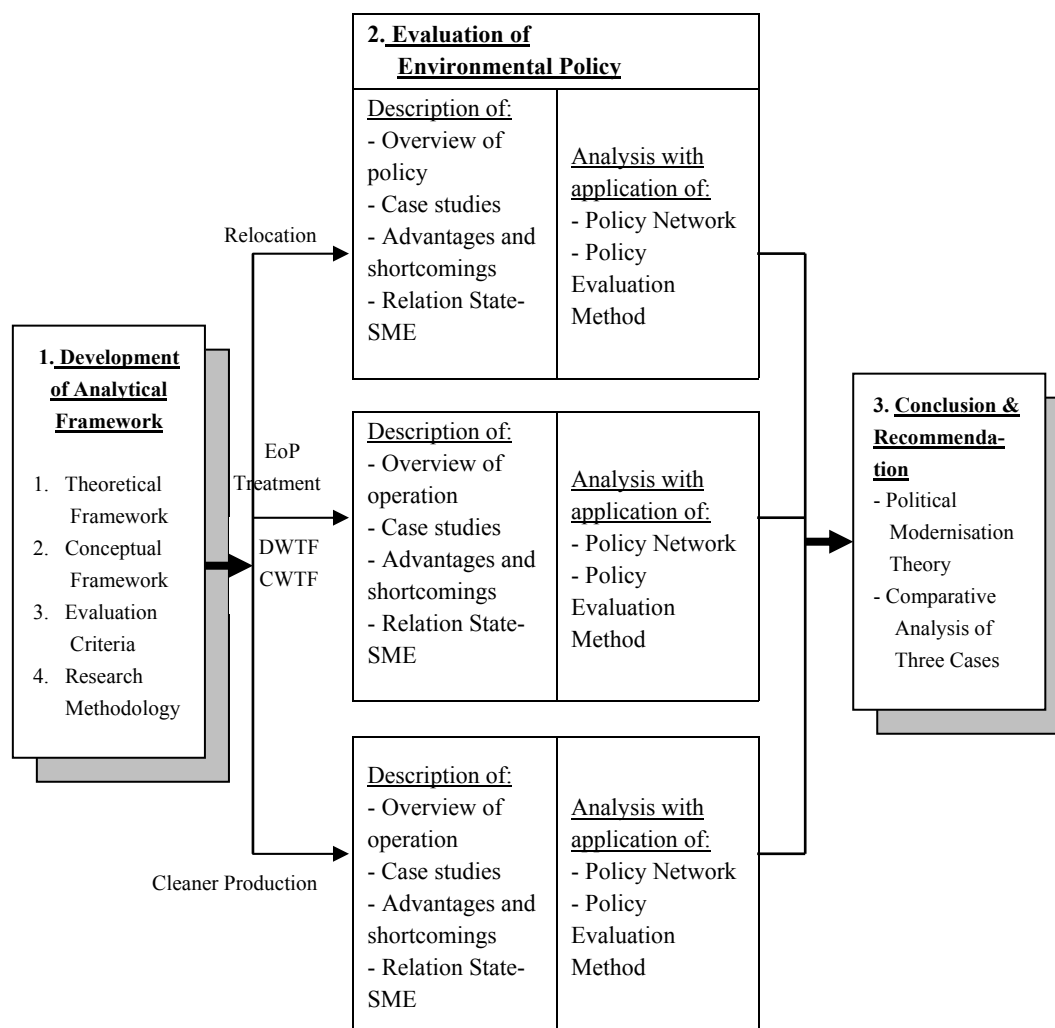 1. Development
of Analytical
Framework
1. Theoretical
Framework
2. Conceptual
Framework
3. Evaluation
Criteria
4. Research
Methodology
Relocation
EoP
Treatment
DWTF
CWTF
Cleaner Production
2. Evaluation of
Environmental Policy
Description of:
- Overview of
policy
- Case studies
- Advantages and
shortcomings
- Relation State-
SME
Analysis with
application of:
- Policy Network
- Policy
Evaluation
Method
Description of:
- Overview of
operation
- Case studies
- Advantages and
shortcomings
- Relation State-
SME
Analysis with
application of:
- Policy Network
- Policy
Evaluation
Method
Description of:
- Overview of
operation
- Case studies
- Advantages and
shortcomings
- Relation State-
SME
Analysis with
application of:
- Policy Network
- Policy
Evaluation
Method
3. Conclusion &
Recommenda-
tion
- Political
Modernisation
Theory
- Comparative
Analysis of
Three Cases